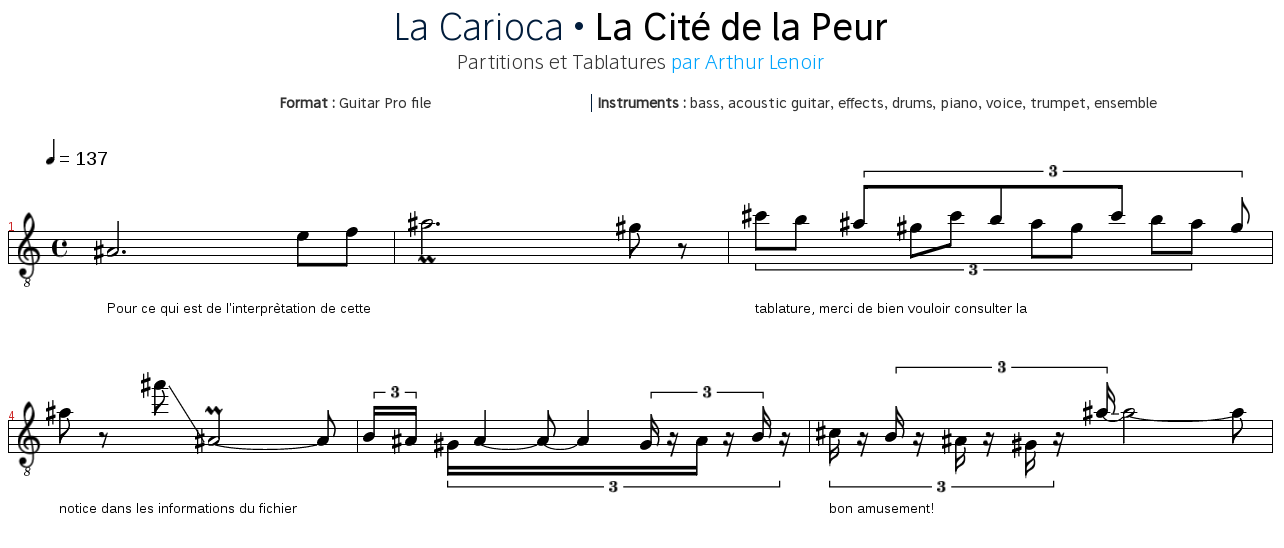 La Carioca • La Cité de la Peur
Partitions et Tablatures par Arthur Lenoir
Format : Guitar Pro file | Instruments : bass, acoustic guitar, effects, drums, piano, voice, trumpet, ensemble
= 137
3
1
8
3
Pour ce qui est de l'interprètation de cette tablature, merci de bien vouloir consulter la
3
3 3
4
8
3 3
notice dans les informations du fichier bon amusement!